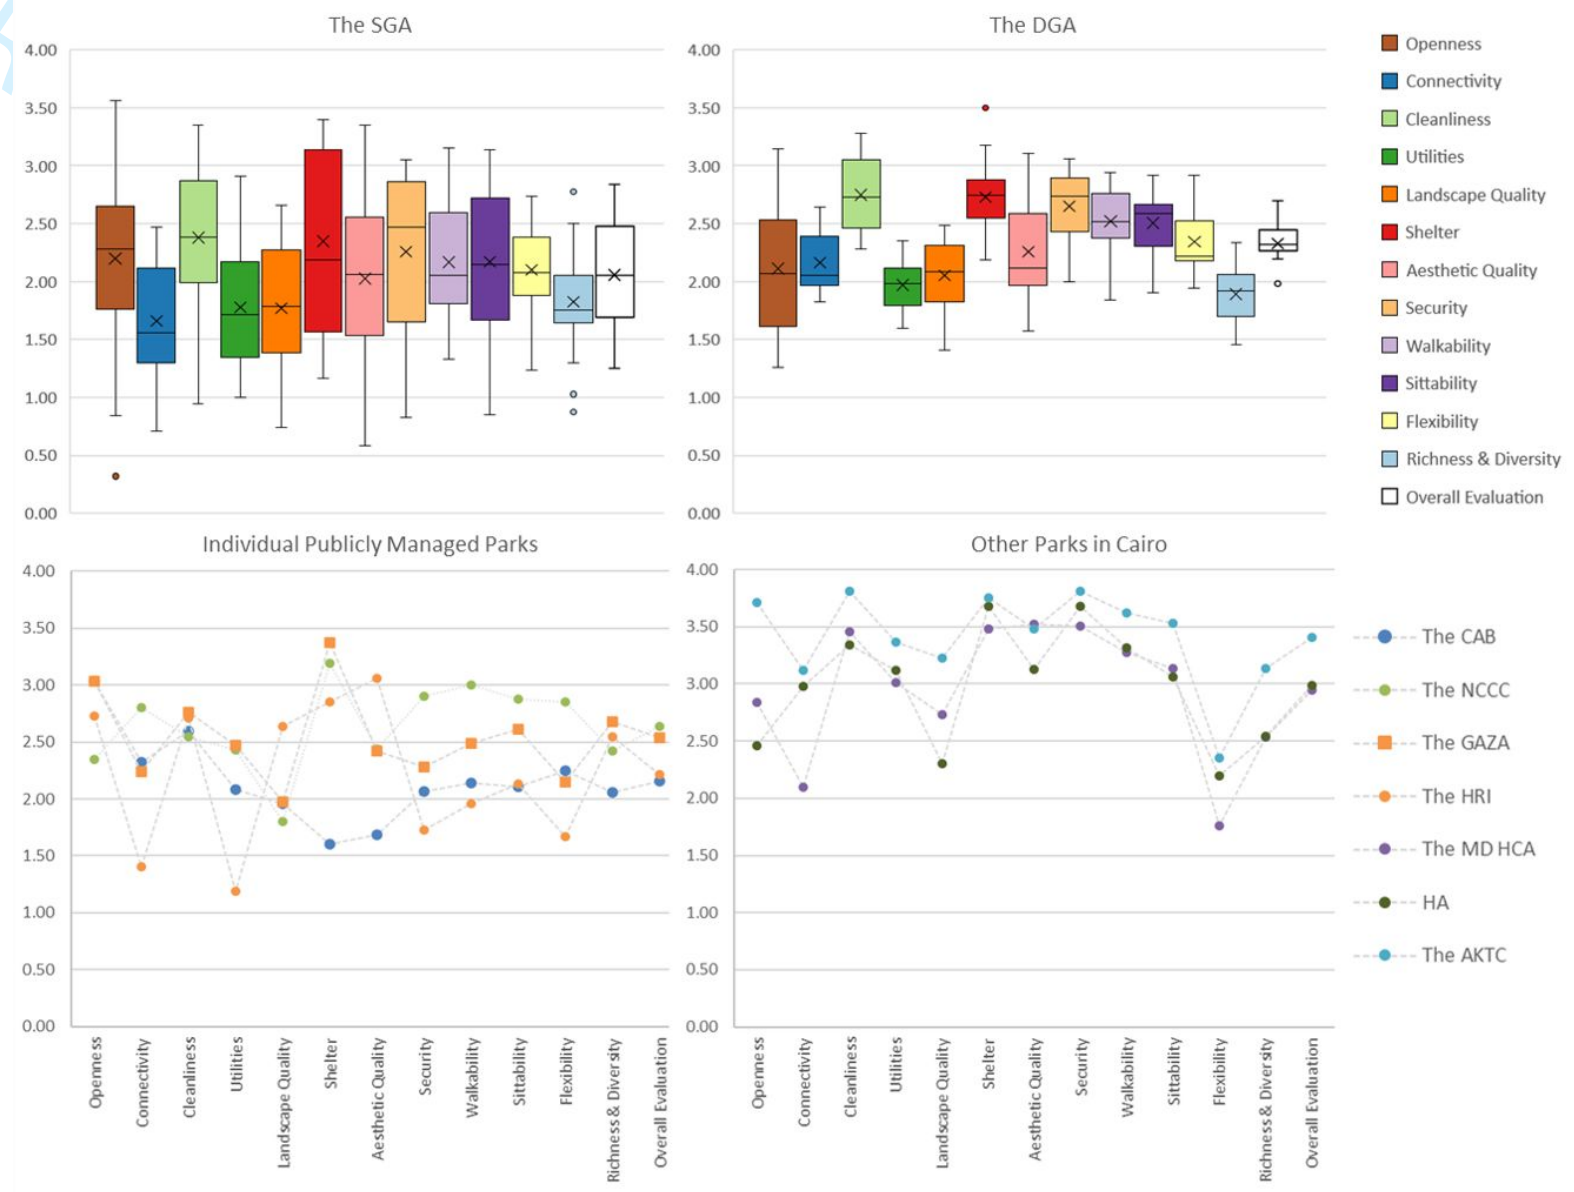 The SGA
4.00
3.50
3.00
2.50
2.00
1.50
1.00
0.50
0.00
The DGA
4.00
3.50
3.00
2.50
2.00
1.50
1.00
0.50
0.00
Openness
Connectivity
Cleanliness
Utilities
Landscape Quality
Shelter
Aesthetic Quality
Security
Walkability
Sittability
Flexibility
Richness & Diversity
Overall Evaluation
Individual Publicly Managed Parks
4.00
3.50
3.00
2.50
2.00
1.50
1.00
0.50
0.00
Openness
Connectivity
Cleanliness
Utilities
Landscape Quality
Shelter
Aesthetic Quality
Security
Walkability
Sittability
Flexibility
Richness & Diversity
Overall Evaluation
Other Parks in Cairo
4.00
3.50
3.00
2.50
2.00
1.50
1.00
0.50
0.00
Openness
Connectivity
Cleanliness
Utilities
Landscape Quality
Shelter
Aesthetic Quality
Security
Walkability
Sittability
Flexibility
Richness & Diversity
Overall Evaluation
The CAB
The NCCC
The GAZA
The HRI
The MD HCA
HA
The AKTC